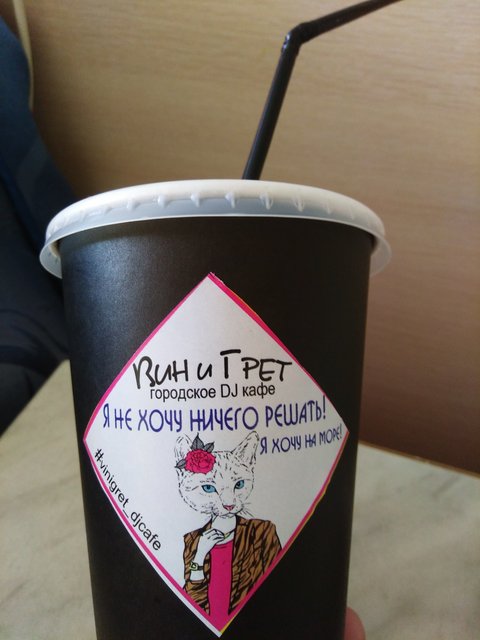 Вин и Грет
городское DJ кафе
Я НЕ ХОЧУ НИЧЕГО РЕШАТЬ!
Я ХОЧУ НА МОРЕ!
#vinigret_djcafe